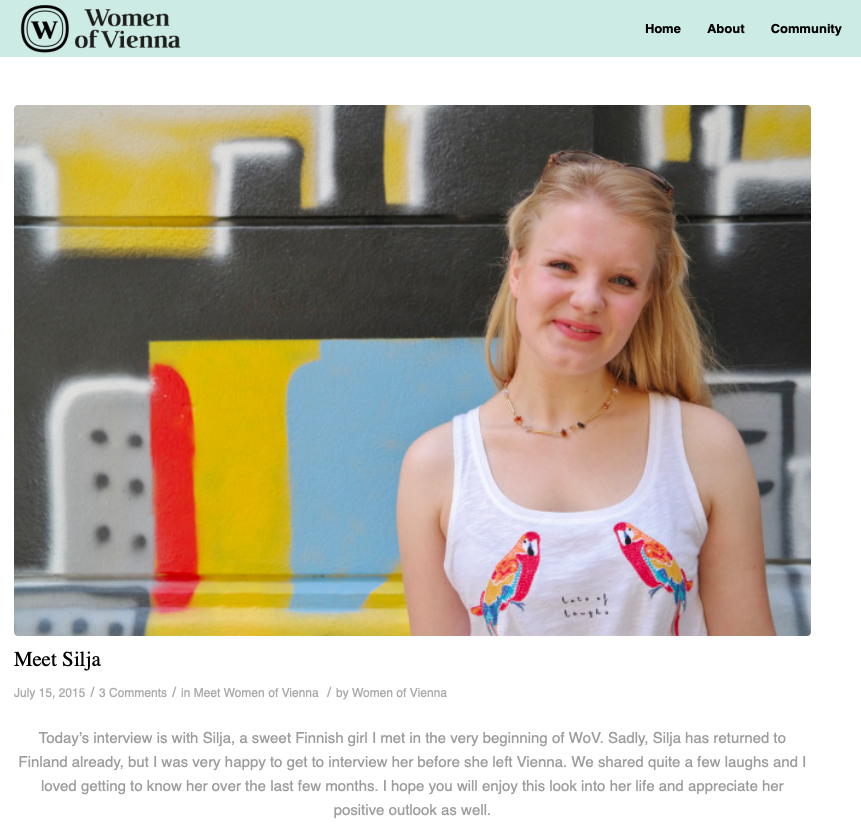 W
Women
of Vienna
Home About Community
lots of
laughs
Meet Silja
July 15, 2015 / 3 Comments / in Meet Women of Vienna / by Women of Vienna
Today’s interview is with Silja, a sweet Finnish girl I met in the very beginning of WoV. Sadly, Silja has returned to
Finland already, but I was very happy to get to interview her before she left Vienna. We shared quite a few laughs and I
loved getting to know her over the last few months. I hope you will enjoy this look into her life and appreciate her
positive outlook as well.